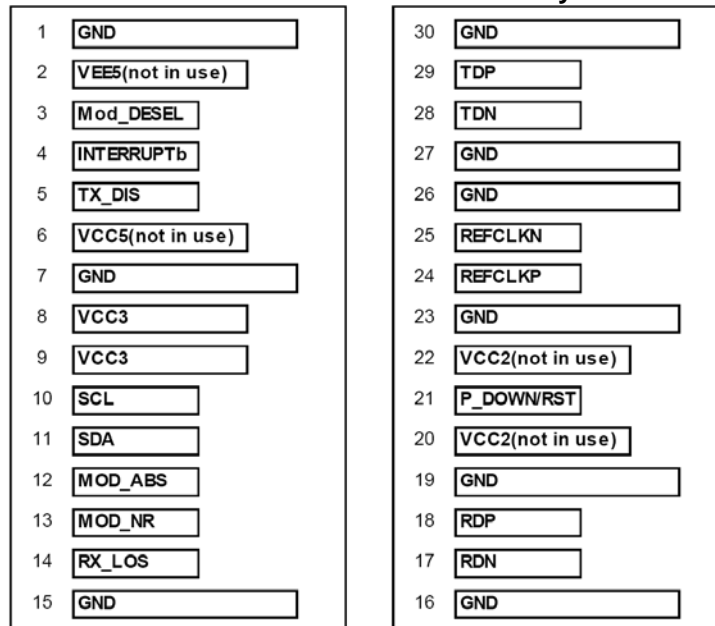 1 GND
2 VEE5(not in use)
3 Mod_DESEL
4 INTERRUPTb
5 TX_DIS
6 VCC5(not in use)
7 GND
8 VCC3
9 VCC3
10 SCL
11 SDA
12 MOD_ABS
13 MOD_NR
14 RX_LOS
15 GND
30 GND
29 TDP
28 TDN
27 GND
26 GND
25 REFCLKN
24 REFCLKP
23 GND
22 VCC2(not in use)
21 P_DOWN/RST
20 VCC2(not in use)
19 GND
18 RDP
17 RDN
16 GND